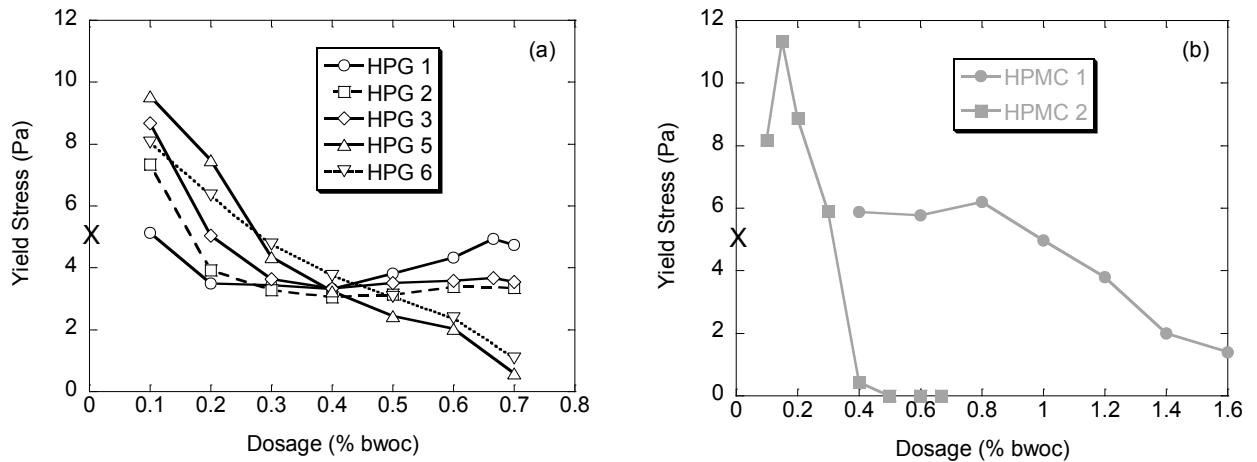 12
10
8
6
4
2
0
Yield Stress (Pa)
X
(a)
HPG 1
HPG 2
HPG 3
HPG 5
HPG 6
0 0.1 0.2 0.3 0.4 0.5 0.6 0.7 0.8
Dosage (% bwoc)
12
10
8
6
4
2
0
Yield Stress (Pa)
X
(b)
HPMC 1
HPMC 2
0 0.2 0.4 0.6 0.8 1 1.2 1.4 1.6
Dosage (% bwoc)